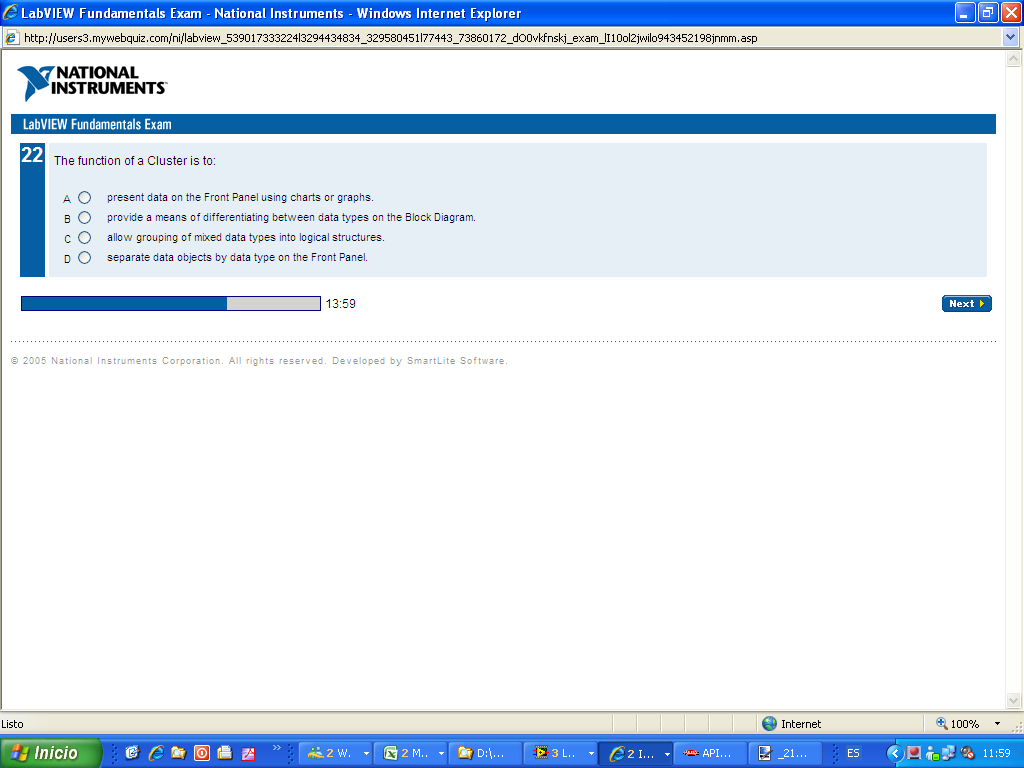 LabVIEW Fundamentals Exam - National Instruments - Windows Internet Explorer
http://users3.mywebquiz.com/ni/labview_539017333224l3294434834_329580451l77443_73860172_dO0vkfnskj_exam_lI10ol2jwilo943452198jnmm.asp
NATIONAL
INSTRUMENTS
LabVIEW Fundamentals Exam
22 The function of a Cluster is to:
A present data on the Front Panel using charts or graphs.
B provide a means of differentiating between data types on the Block Diagram.
C allow grouping of mixed data types into logical structures.
D separate data objects by data type on the Front Panel.
13:59 Next
© 2005 National Instruments Corporation. All rights reserved. Developed by SmartLite Software.
Listo Internet 100%
Inicio 2 W... 2 M... D:\... 3 L... 2 I... API... _21... ES 11:59